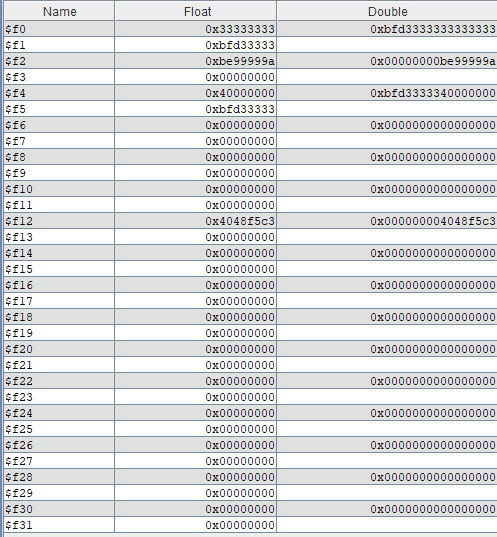 Name Float Double
$f0 0x33333333 0xbfd3333333333333
$f1 0xbfd33333
$f2 0xbe99999a 0x00000000be99999a
$f3 0x00000000
$f4 0x40000000 0xbfd3333340000000
$f5 0xbfd33333
$f6 0x00000000 0x0000000000000000
$f7 0x00000000
$f8 0x00000000 0x0000000000000000
$f9 0x00000000
$f10 0x00000000 0x0000000000000000
$f11 0x00000000
$f12 0x4048f5c3 0x000000004048f5c3
$f13 0x00000000
$f14 0x00000000 0x0000000000000000
$f15 0x00000000
$f16 0x00000000 0x0000000000000000
$f17 0x00000000
$f18 0x00000000 0x0000000000000000
$f19 0x00000000
$f20 0x00000000 0x0000000000000000
$f21 0x00000000
$f22 0x00000000 0x0000000000000000
$f23 0x00000000
$f24 0x00000000 0x0000000000000000
$f25 0x00000000
$f26 0x00000000 0x0000000000000000
$f27 0x00000000
$f28 0x00000000 0x0000000000000000
$f29 0x00000000
$f30 0x00000000 0x0000000000000000
$f31 0x00000000